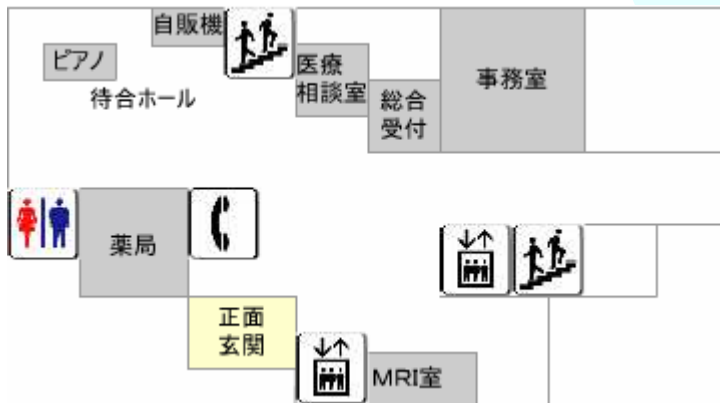 自販機
ピアノ
待合ホール
医療
相談室
総合
受付
事務室
薬局
正面
玄関
MRI室